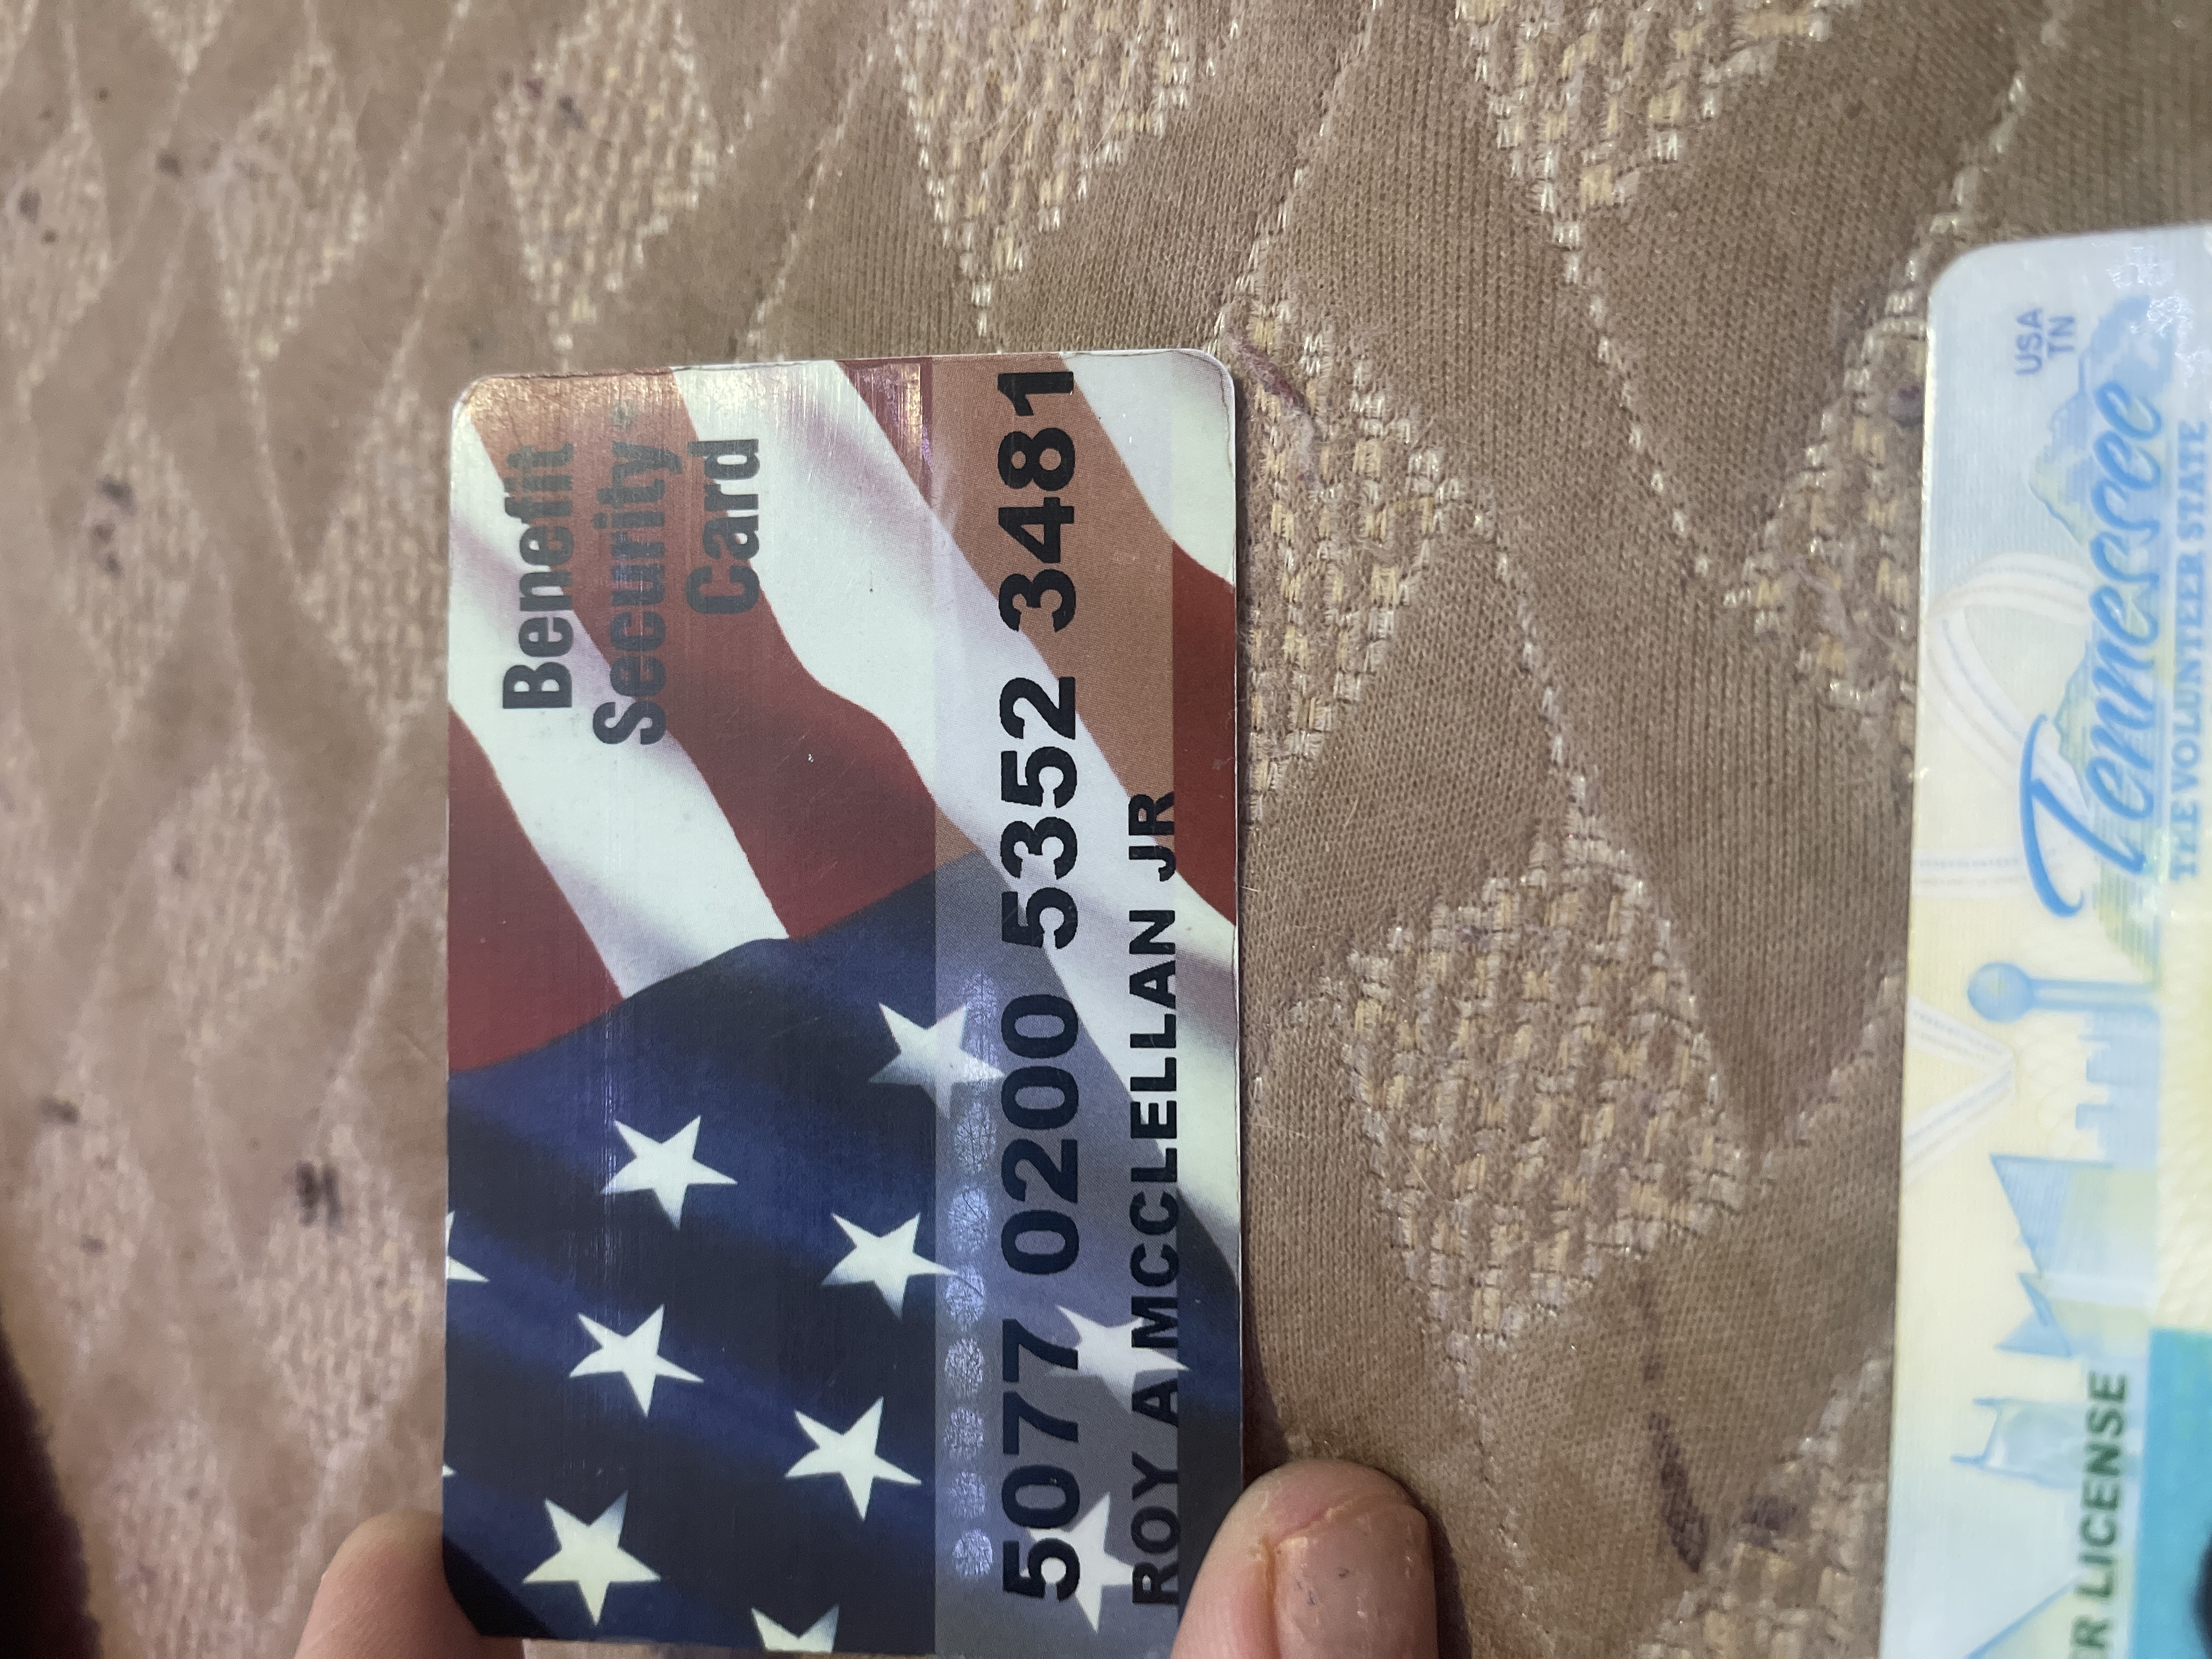 Benefit
Security
Card
5077 0200 5352 3481
ROY A MCCLELLAN JR
USA
TN
Tennessee
THE VOLUNTEER STATE
LICENSE